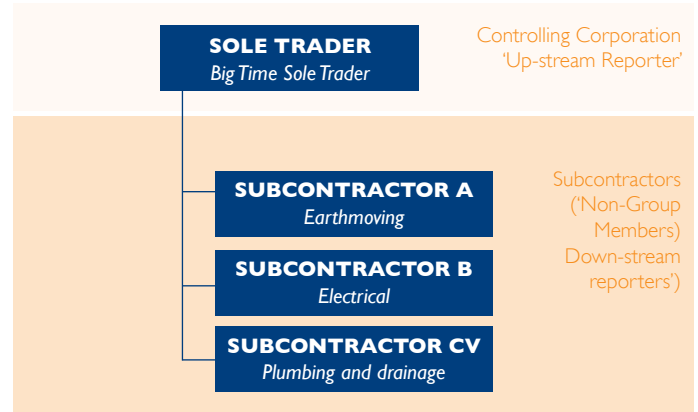 SOLE TRADER
Big Time Sole Trader
Controlling Corporation
‘Up-stream Reporter’
SUBCONTRACTOR A
Earthmoving
SUBCONTRACTOR B
Electrical
SUBCONTRACTOR CV
Plumbing and drainage
Subcontractors
(‘Non-Group
Members)
Down-stream
reporters’)